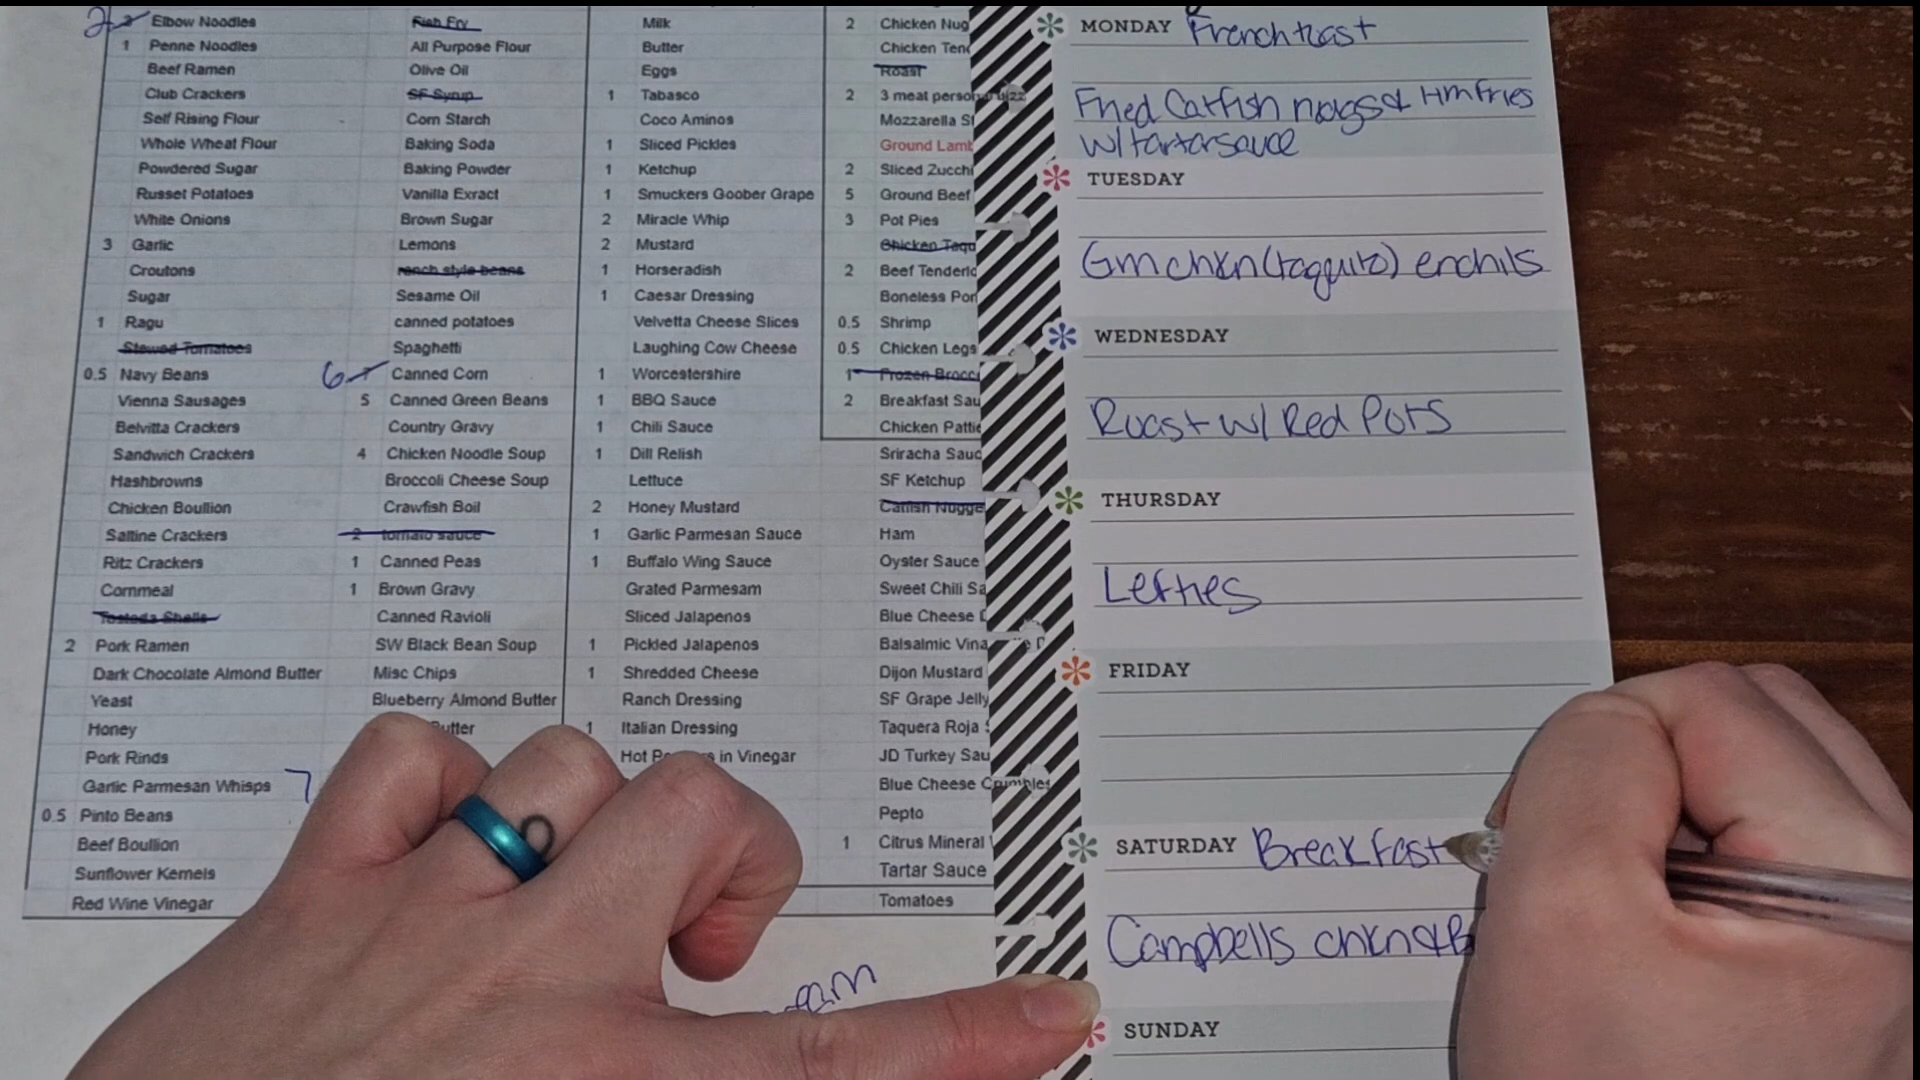 2 Elbow Noodles
Fish Fry
1 Penne Noodles
All Purpose Flour
Beef Ramen
Olive Oil
Club Crackers
SF Syrup
Self Rising Flour
Corn Starch
Whole Wheat Flour
Baking Soda
Powdered Sugar
Baking Powder
Russet Potatoes
Vanilla Exract
White Onions
Brown Sugar
3 Garlic
Lemons
Croutons
ranch style beans
Sugar
Sesame Oil
1 Ragu
canned potatoes
Stewed Tomatoes
Spaghetti
0.5 Navy Beans
6 Canned Corn
Vienna Sausages
5 Canned Green Beans
Belvitta Crackers
Country Gravy
Sandwich Crackers
4 Chicken Noodle Soup
Hashbrowns
Broccoli Cheese Soup
Chicken Boullion
Crawfish Boil
Saltine Crackers
2 tomato sauce
Ritz Crackers
1 Canned Peas
Cornmeal
1 Brown Gravy
Tostada Shells
Canned Ravioli
2 Pork Ramen
SW Black Bean Soup
Dark Chocolate Almond Butter
Misc Chips
Yeast
Blueberry Almond Butter
Honey
Pork Rinds
Garlic Parmesan Whisps 7
0.5 Pinto Beans
Beef Boullion
Sunflower Kernels
Red Wine Vinegar
Milk
Butter
Eggs
1 Tabasco
Coco Aminos
1 Sliced Pickles
1 Ketchup
1 Smuckers Goober Grape
2 Miracle Whip
2 Mustard
1 Horseradish
1 Caesar Dressing
Velvetta Cheese Slices
Laughing Cow Cheese
1 Worcestershire
1 BBQ Sauce
1 Chili Sauce
1 Dill Relish
Lettuce
2 Honey Mustard
1 Garlic Parmesan Sauce
1 Buffalo Wing Sauce
Grated Parmesam
Sliced Jalapenos
1 Pickled Jalapenos
1 Shredded Cheese
Ranch Dressing
1 Italian Dressing
Hot in Vinegar
2 Chicken Nug
Chicken Ten
Roast
2 3 meat person
Mozzarella S
Ground Lamb
2 Sliced Zucchi
5 Ground Beef
3 Pot Pies
Chicken Taqu
2 Beef Tenderlo
Boneless Por
0.5 Shrimp
0.5 Chicken Legs
1 Frozen Brocc
2 Breakfast Sau
Chicken Pattie
Sriracha Sauc
SF Ketchup
Catfish Nugge
Ham
Oyster Sauce
Sweet Chili Sa
Blue Cheese
Balsalmic Vina
Dijon Mustard
SF Grape Jelly
Taquera Roja
JD Turkey Sau
Blue Cheese Crumbles
Pepto
1 Citrus Mineral
Tartar Sauce
Tomatoes
MONDAY French tost
Fried Catfish nugs & HM Fries
w/ tartar sauce
TUESDAY
Gm chkn (taquito) enchils
WEDNESDAY
Roast w/ Red Pots
THURSDAY
Leftries
FRIDAY
SATURDAY Breakfast
Campbells chkn & B
SUNDAY